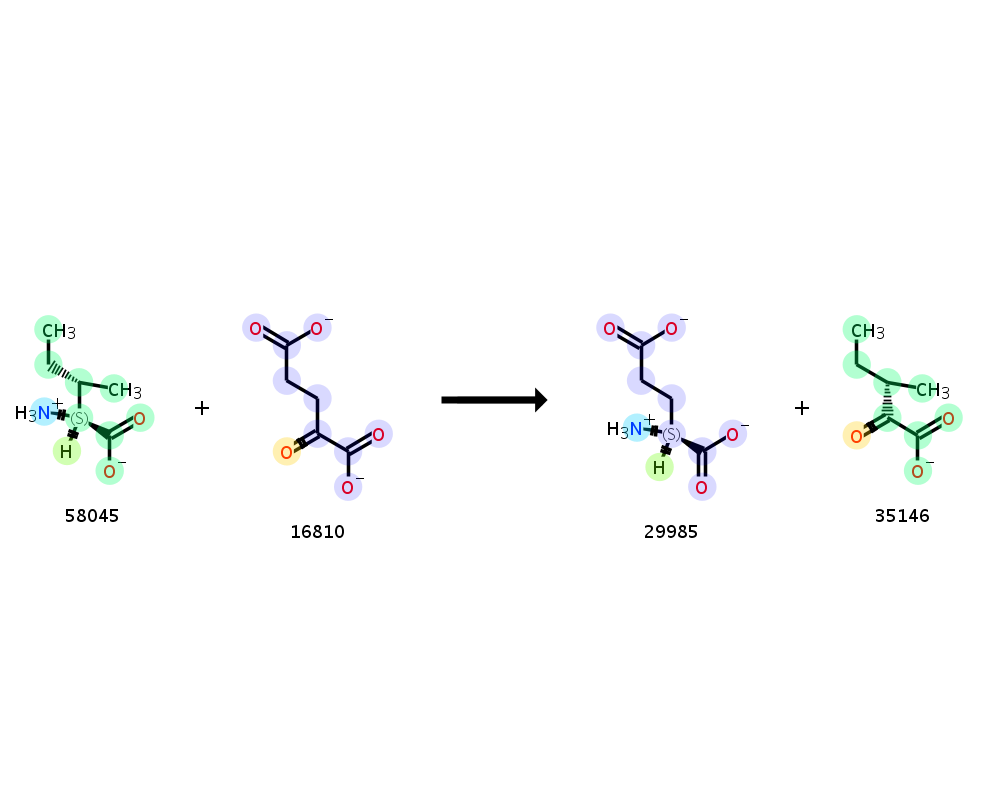 CH3
CH3
H3N+
(S)
H
O
O−
58045
+
O
O−
O
O
O−
16810
+
O
O−
H3N+
(S)
H
O−
O
29985
CH3
CH3
O
O
O−
35146